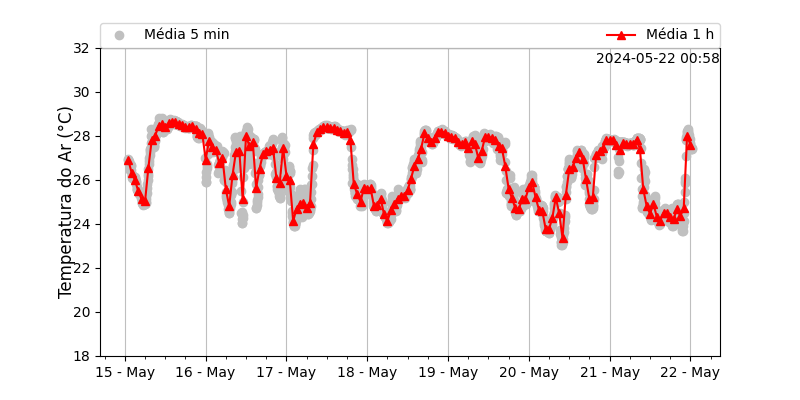 Média 5 min
Média 1 h
2024-05-22 00:58
Temperatura do Ar (°C)
32
30
28
26
24
22
20
18
15 - May
16 - May
17 - May
18 - May
19 - May
20 - May
21 - May
22 - May